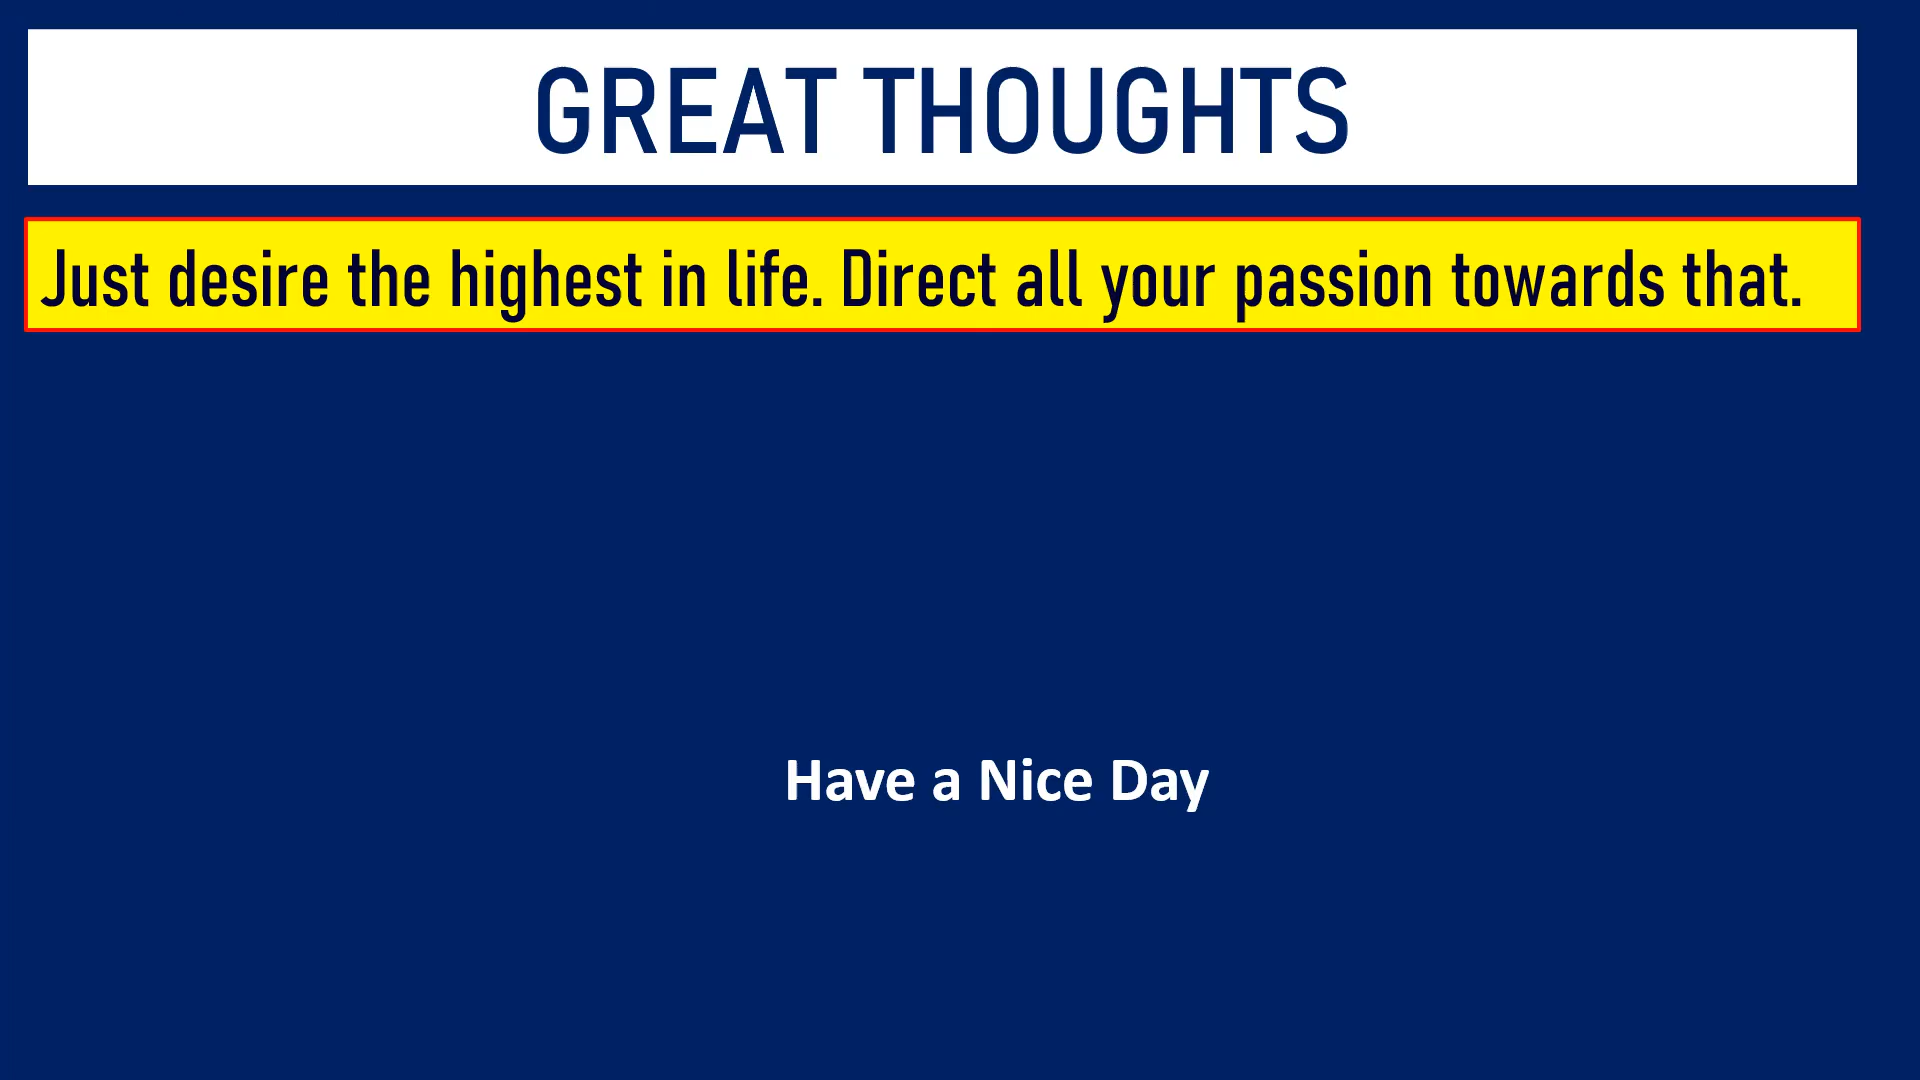 GREAT THOUGHTS
Just desire the highest in life. Direct all your passion towards that.
Have a Nice Day